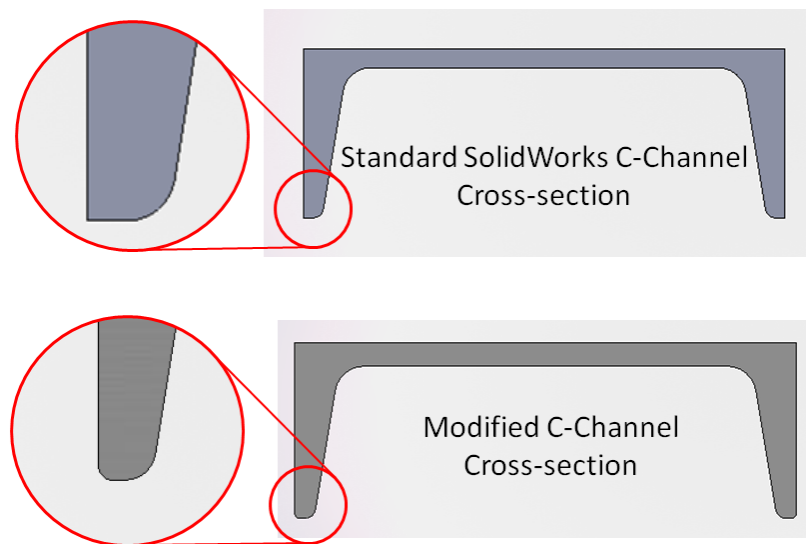 Standard SolidWorks C-Channel
Cross-section
Modified C-Channel
Cross-section